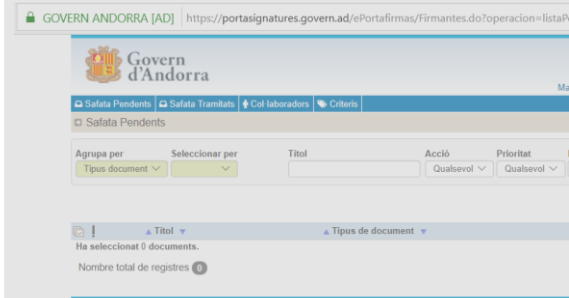 GOVERN ANDORRA [AD] https://portasignatures.govern.ad/ePortafirmas/Firmantes.do?operacion=listaP
Govern
d'Andorra
Safata Pendents Safata Tramitats Col·laboradors Criteris
Safata Pendents
Agrupa per Seleccionar per Títol Acció Prioritat
Tipus document Qualsevol Qualsevol
Títol Tipus de document
Ha seleccionat 0 documents.
Nombre total de registres 0